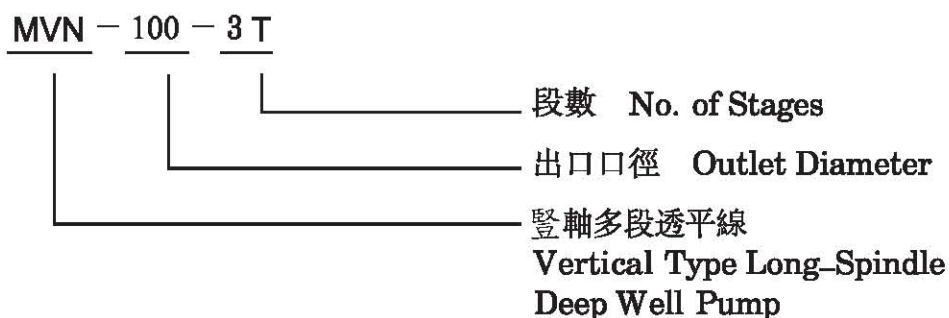 MVN － 100 － 3 T
段數 No. of Stages
出口口徑 Outlet Diameter
豎軸多段透平線
Vertical Type Long–Spindle
Deep Well Pump